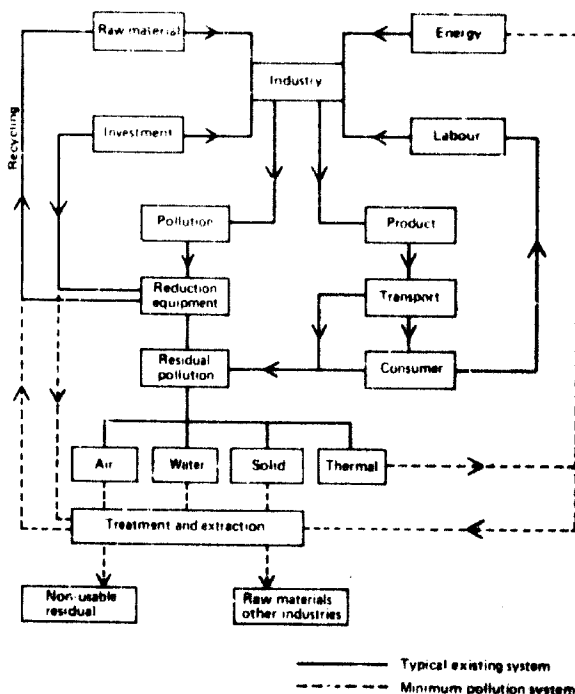 Raw material
Energy
Industry
Recycling
Investment
Labour
Pollution
Product
Reduction
equipment
Transport
Residual
pollution
Consumer
Air
Water
Solid
Thermal
Treatment and extraction
Non-usable
residual
Raw materials
other industries
Typical existing system
Minimum pollution system